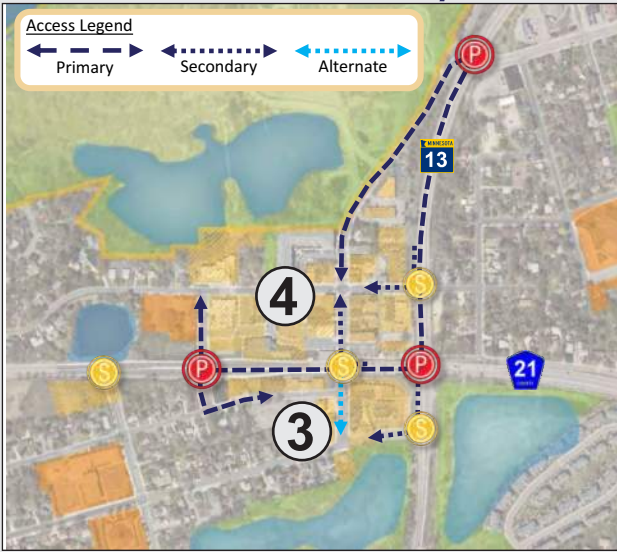 Access Legend
Primary
Secondary
Alternate
P
MINNESOTA
13
4
S
S
P
S
P
21
3
S